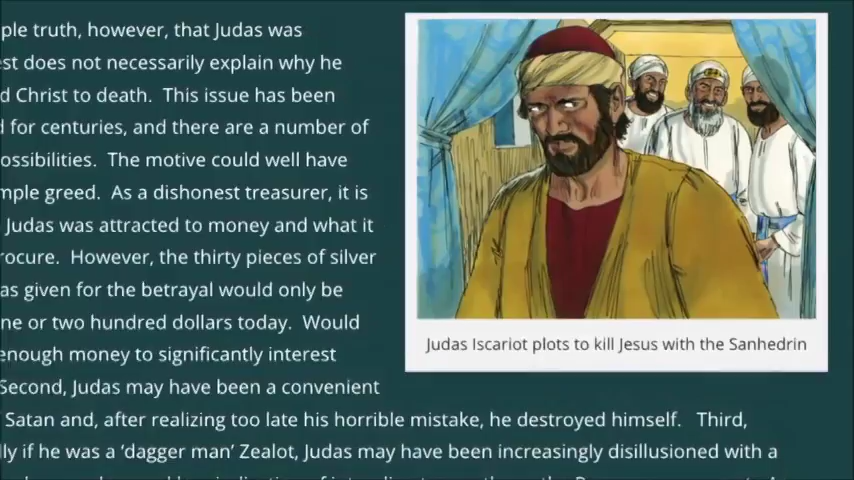 ple truth, however, that Judas was
est does not necessarily explain why he
d Christ to death. This issue has been
d for centuries, and there are a number of
ossibilities. The motive could well have
mple greed. As a dishonest treasurer, it is
Judas was attracted to money and what it
rocure. However, the thirty pieces of silver
as given for the betrayal would only be
ne or two hundred dollars today. Would
enough money to significantly interest
Second, Judas may have been a convenient
Satan and, after realizing too late his horrible mistake, he destroyed himself. Third,
lly if he was a ‘dagger man’ Zealot, Judas may have been increasingly disillusioned with a
Judas Iscariot plots to kill Jesus with the Sanhedrin